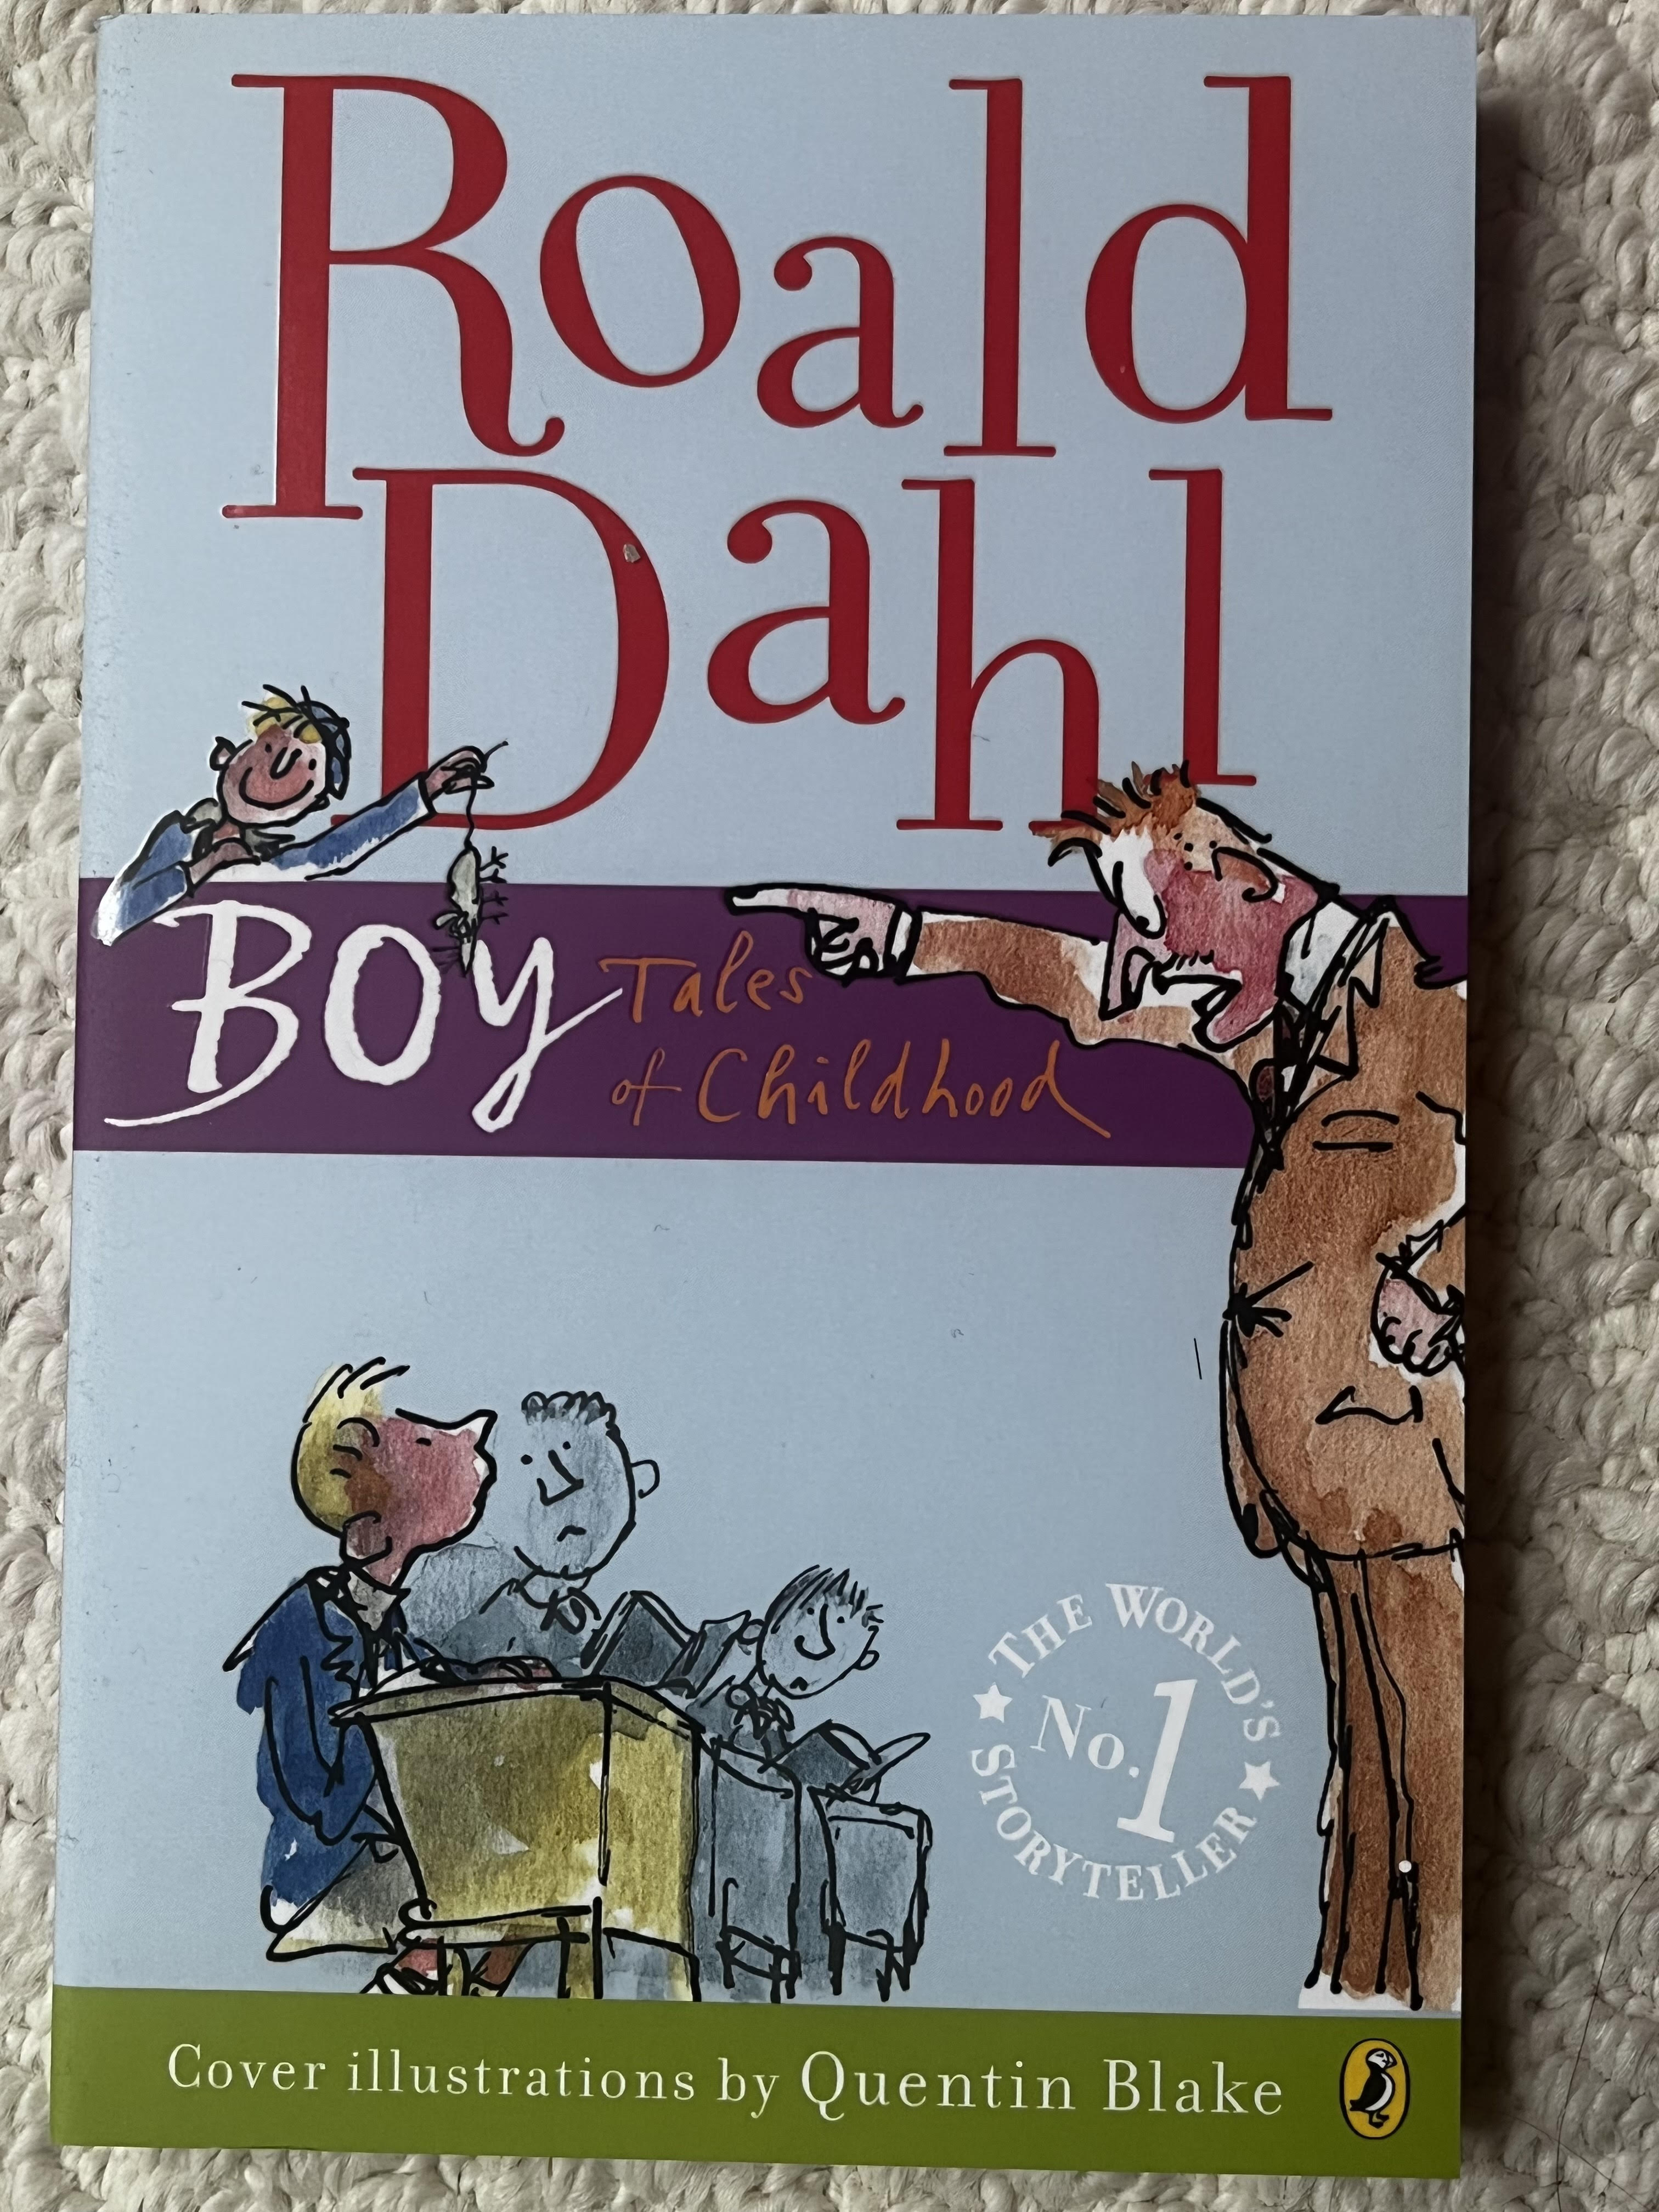 Roald
Dahl
BOY Tales
of Childhood
THE WORLD'S
No. 1
STORYTELLER
Cover illustrations by Quentin Blake